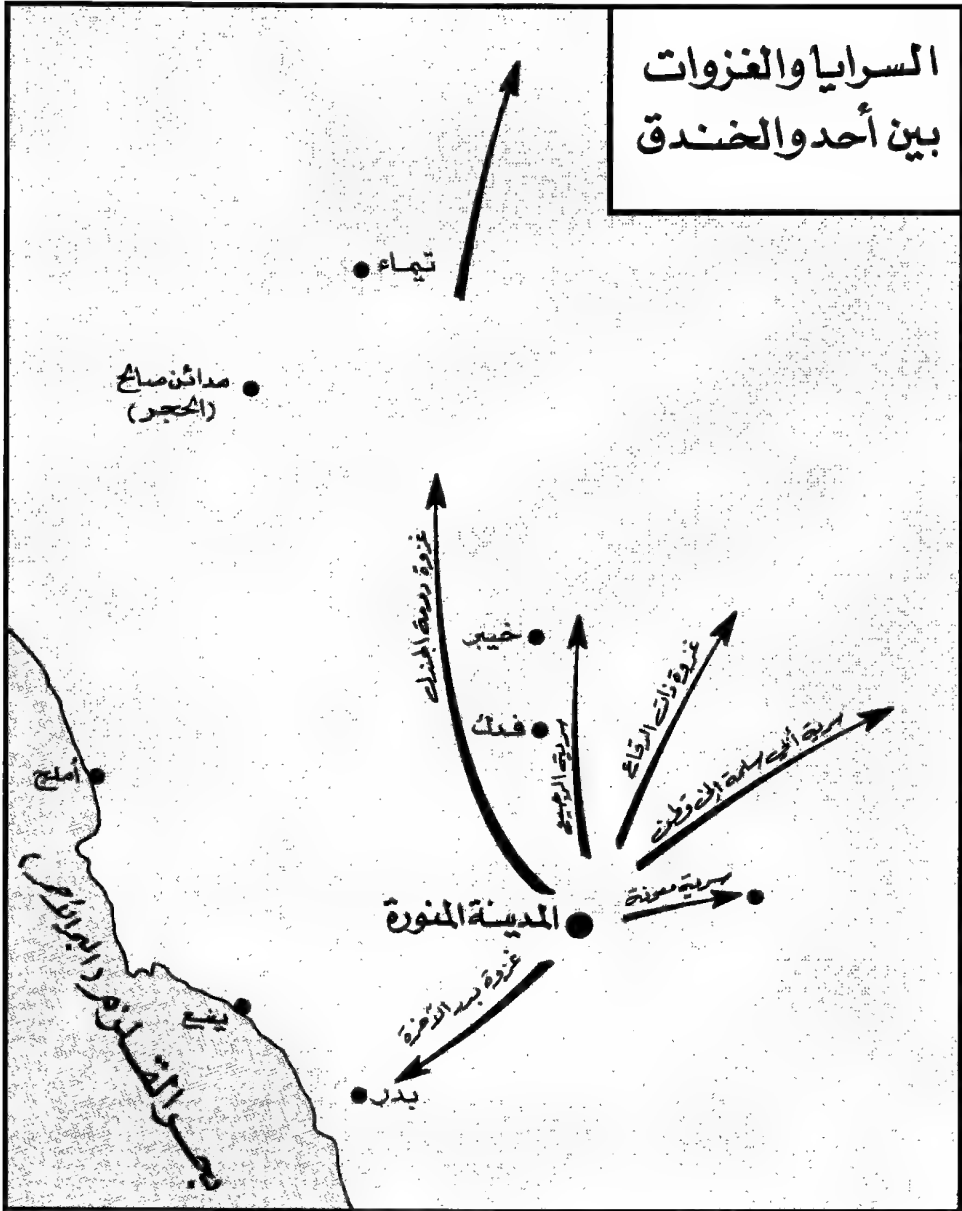 السرايا والغزوات
بين أحد والخندق
تيماء
مدائن صالح
(الحجر)
غزوة دومة الجندل
خيبر
فدك
سرية الرجيع
غزوة ذات الرقاع
سرية أبي سلمة إلى قطن
سرية معونة
أملج
المدينة المنورة
غزوة بدر الآخرة
ينبع
بدر
بحر القلزم (البحر الأحمر)